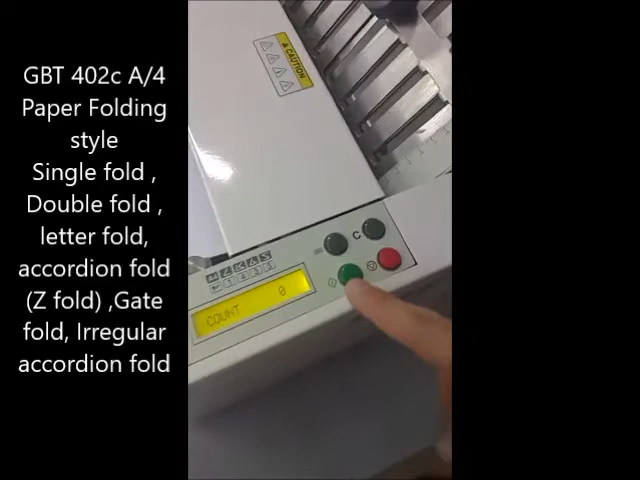 GBT 402c A/4
Paper Folding
style
Single fold ,
Double fold ,
letter fold,
accordion fold
(Z fold) ,Gate
fold, Irregular
accordion fold
CAUTION
C
COUNT 0